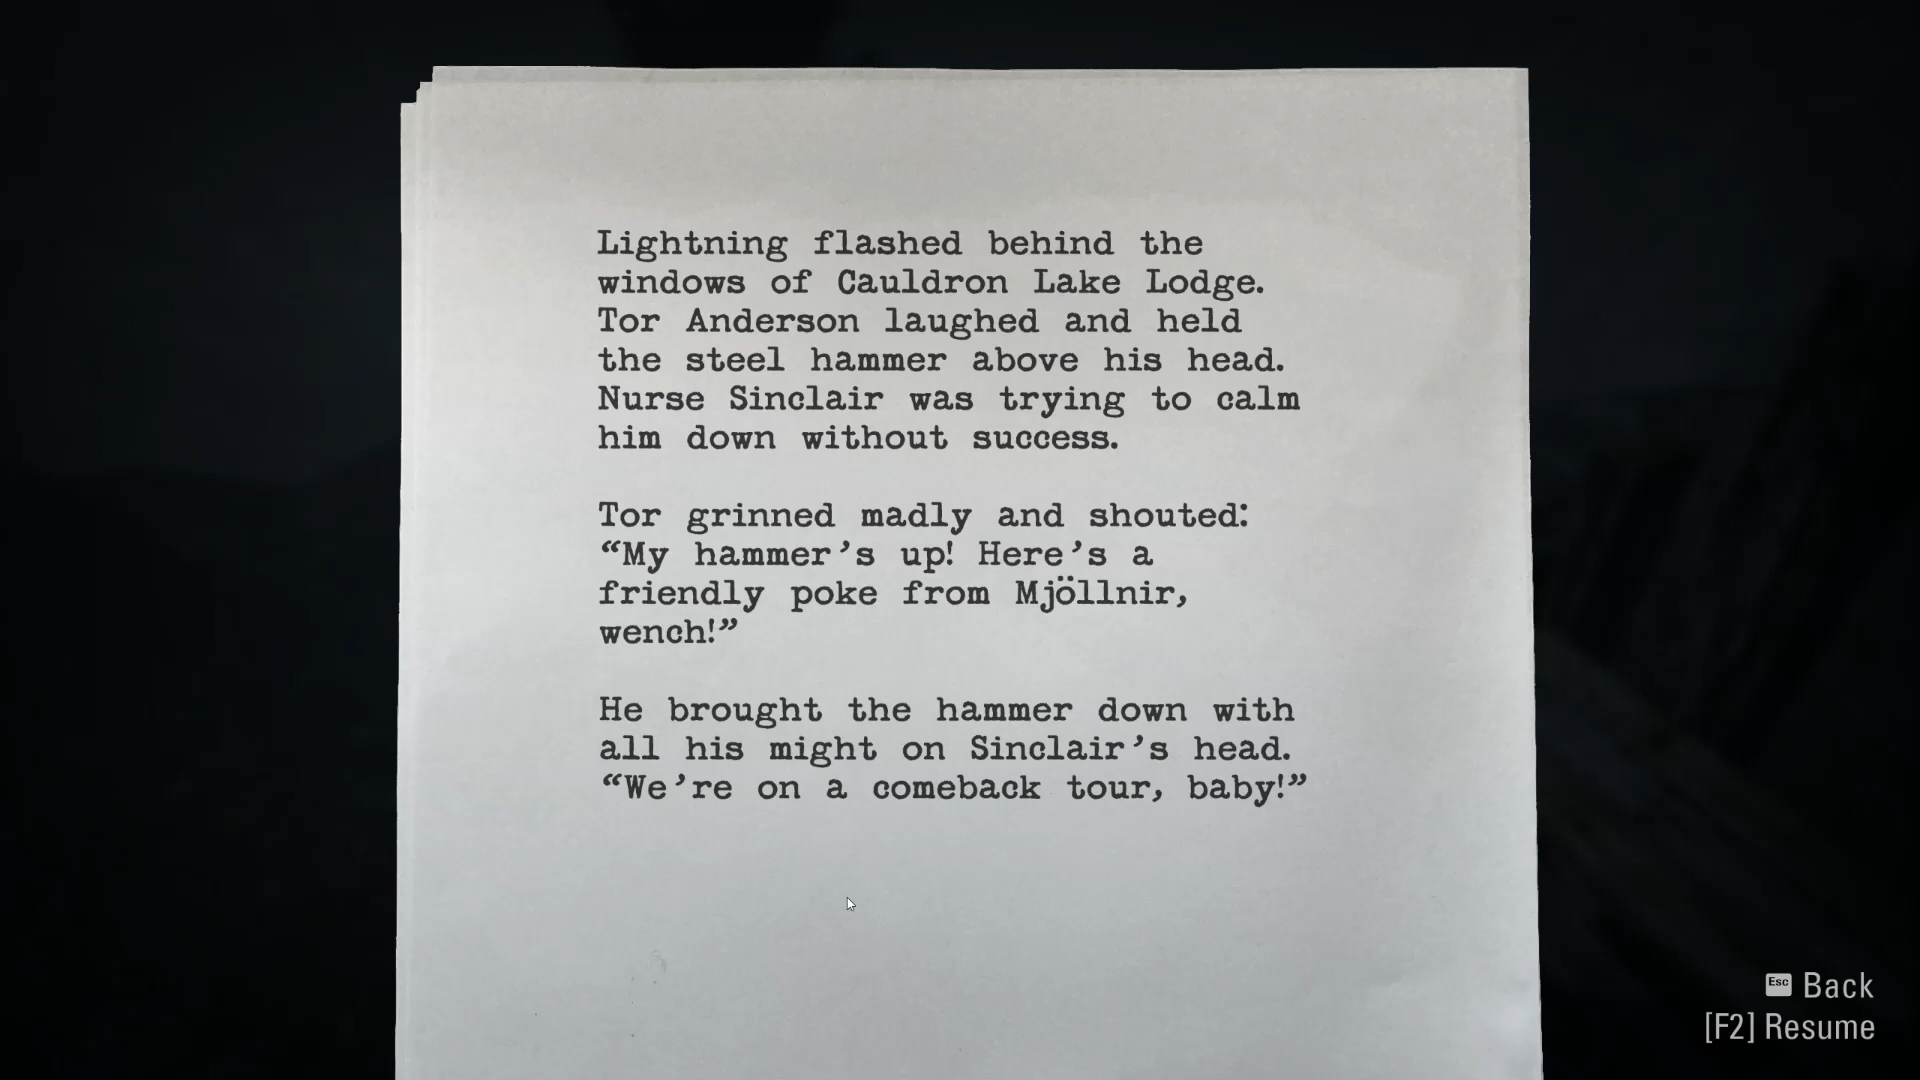 Lightning flashed behind the
windows of Cauldron Lake Lodge.
Tor Anderson laughed and held
the steel hammer above his head.
Nurse Sinclair was trying to calm
him down without success.
Tor grinned madly and shouted:
“My hammer’s up! Here’s a
friendly poke from Mjöllnir,
wench!”
He brought the hammer down with
all his might on Sinclair’s head.
“We’re on a comeback tour, baby!”
Esc Back
[F2] Resume